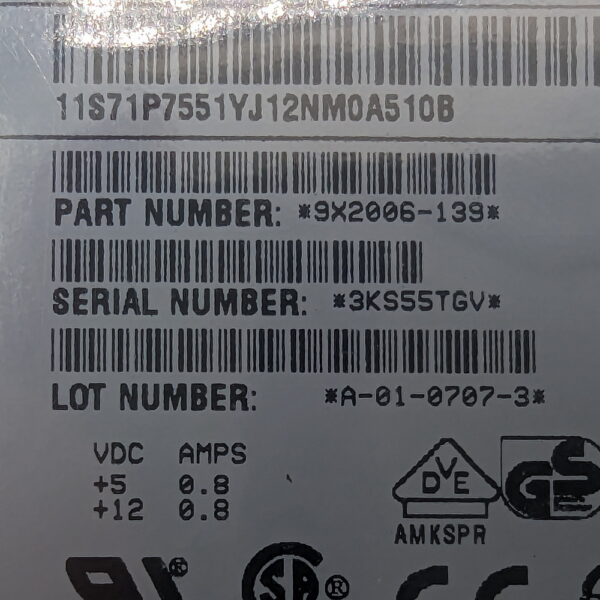 11S71P7551YJ12NM0A510B
PART NUMBER: *9X2006-139*
SERIAL NUMBER: *3KS55TGV*
LOT NUMBER: *A-01-0707-3*
VDC AMPS
+5 0.8
+12 0.8
DVE
GS
AMKSPR
SA ®